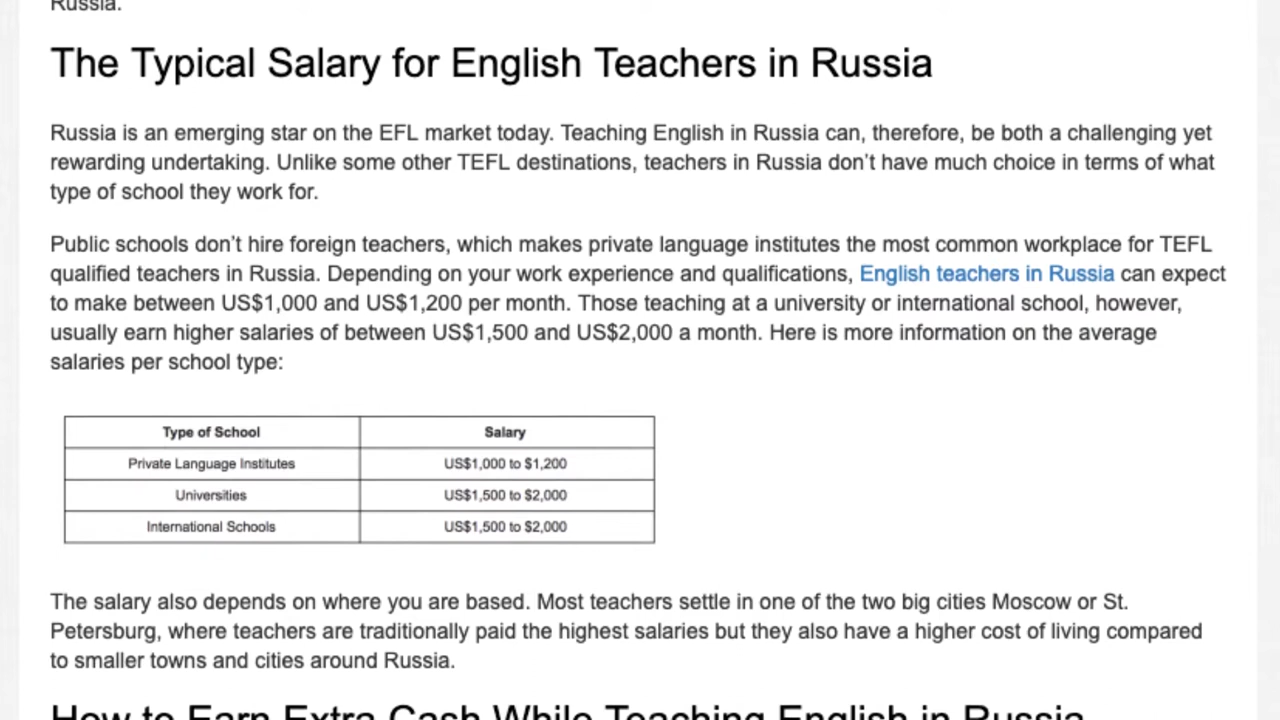 Russia.
The Typical Salary for English Teachers in Russia
Russia is an emerging star on the EFL market today. Teaching English in Russia can, therefore, be both a challenging yet
rewarding undertaking. Unlike some other TEFL destinations, teachers in Russia don't have much choice in terms of what
type of school they work for.
Public schools don't hire foreign teachers, which makes private language institutes the most common workplace for TEFL
qualified teachers in Russia. Depending on your work experience and qualifications, English teachers in Russia can expect
to make between US$1,000 and US$1,200 per month. Those teaching at a university or international school, however,
usually earn higher salaries of between US$1,500 and US$2,000 a month. Here is more information on the average
salaries per school type:
Type of School Salary
Private Language Institutes US$1,000 to $1,200
Universities US$1,500 to $2,000
International Schools US$1,500 to $2,000
The salary also depends on where you are based. Most teachers settle in one of the two big cities Moscow or St.
Petersburg, where teachers are traditionally paid the highest salaries but they also have a higher cost of living compared
to smaller towns and cities around Russia.
How to Earn Extra Cash While Teaching English in Russia